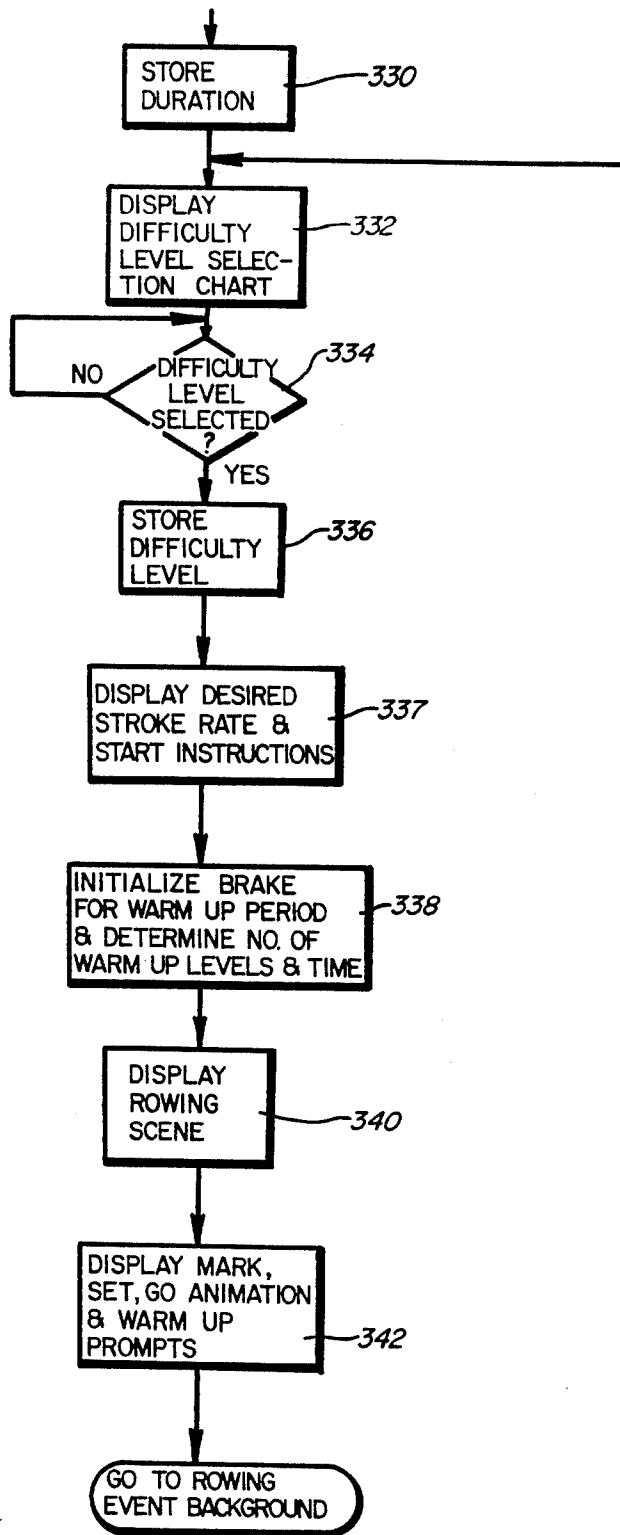 STORE
DURATION
330
DISPLAY
DIFFICULTY
LEVEL SELEC-
TION CHART
332
DIFFICULTY
LEVEL
SELECTED
?
334
NO
YES
STORE
DIFFICULTY
LEVEL
336
DISPLAY DESIRED
STROKE RATE &
START INSTRUCTIONS
337
INITIALIZE BRAKE
FOR WARM UP PERIOD
& DETERMINE NO. OF
WARM UP LEVELS & TIME
338
DISPLAY
ROWING
SCENE
340
DISPLAY MARK,
SET, GO ANIMATION
& WARM UP
PROMPTS
342
GO TO ROWING
EVENT BACKGROUND